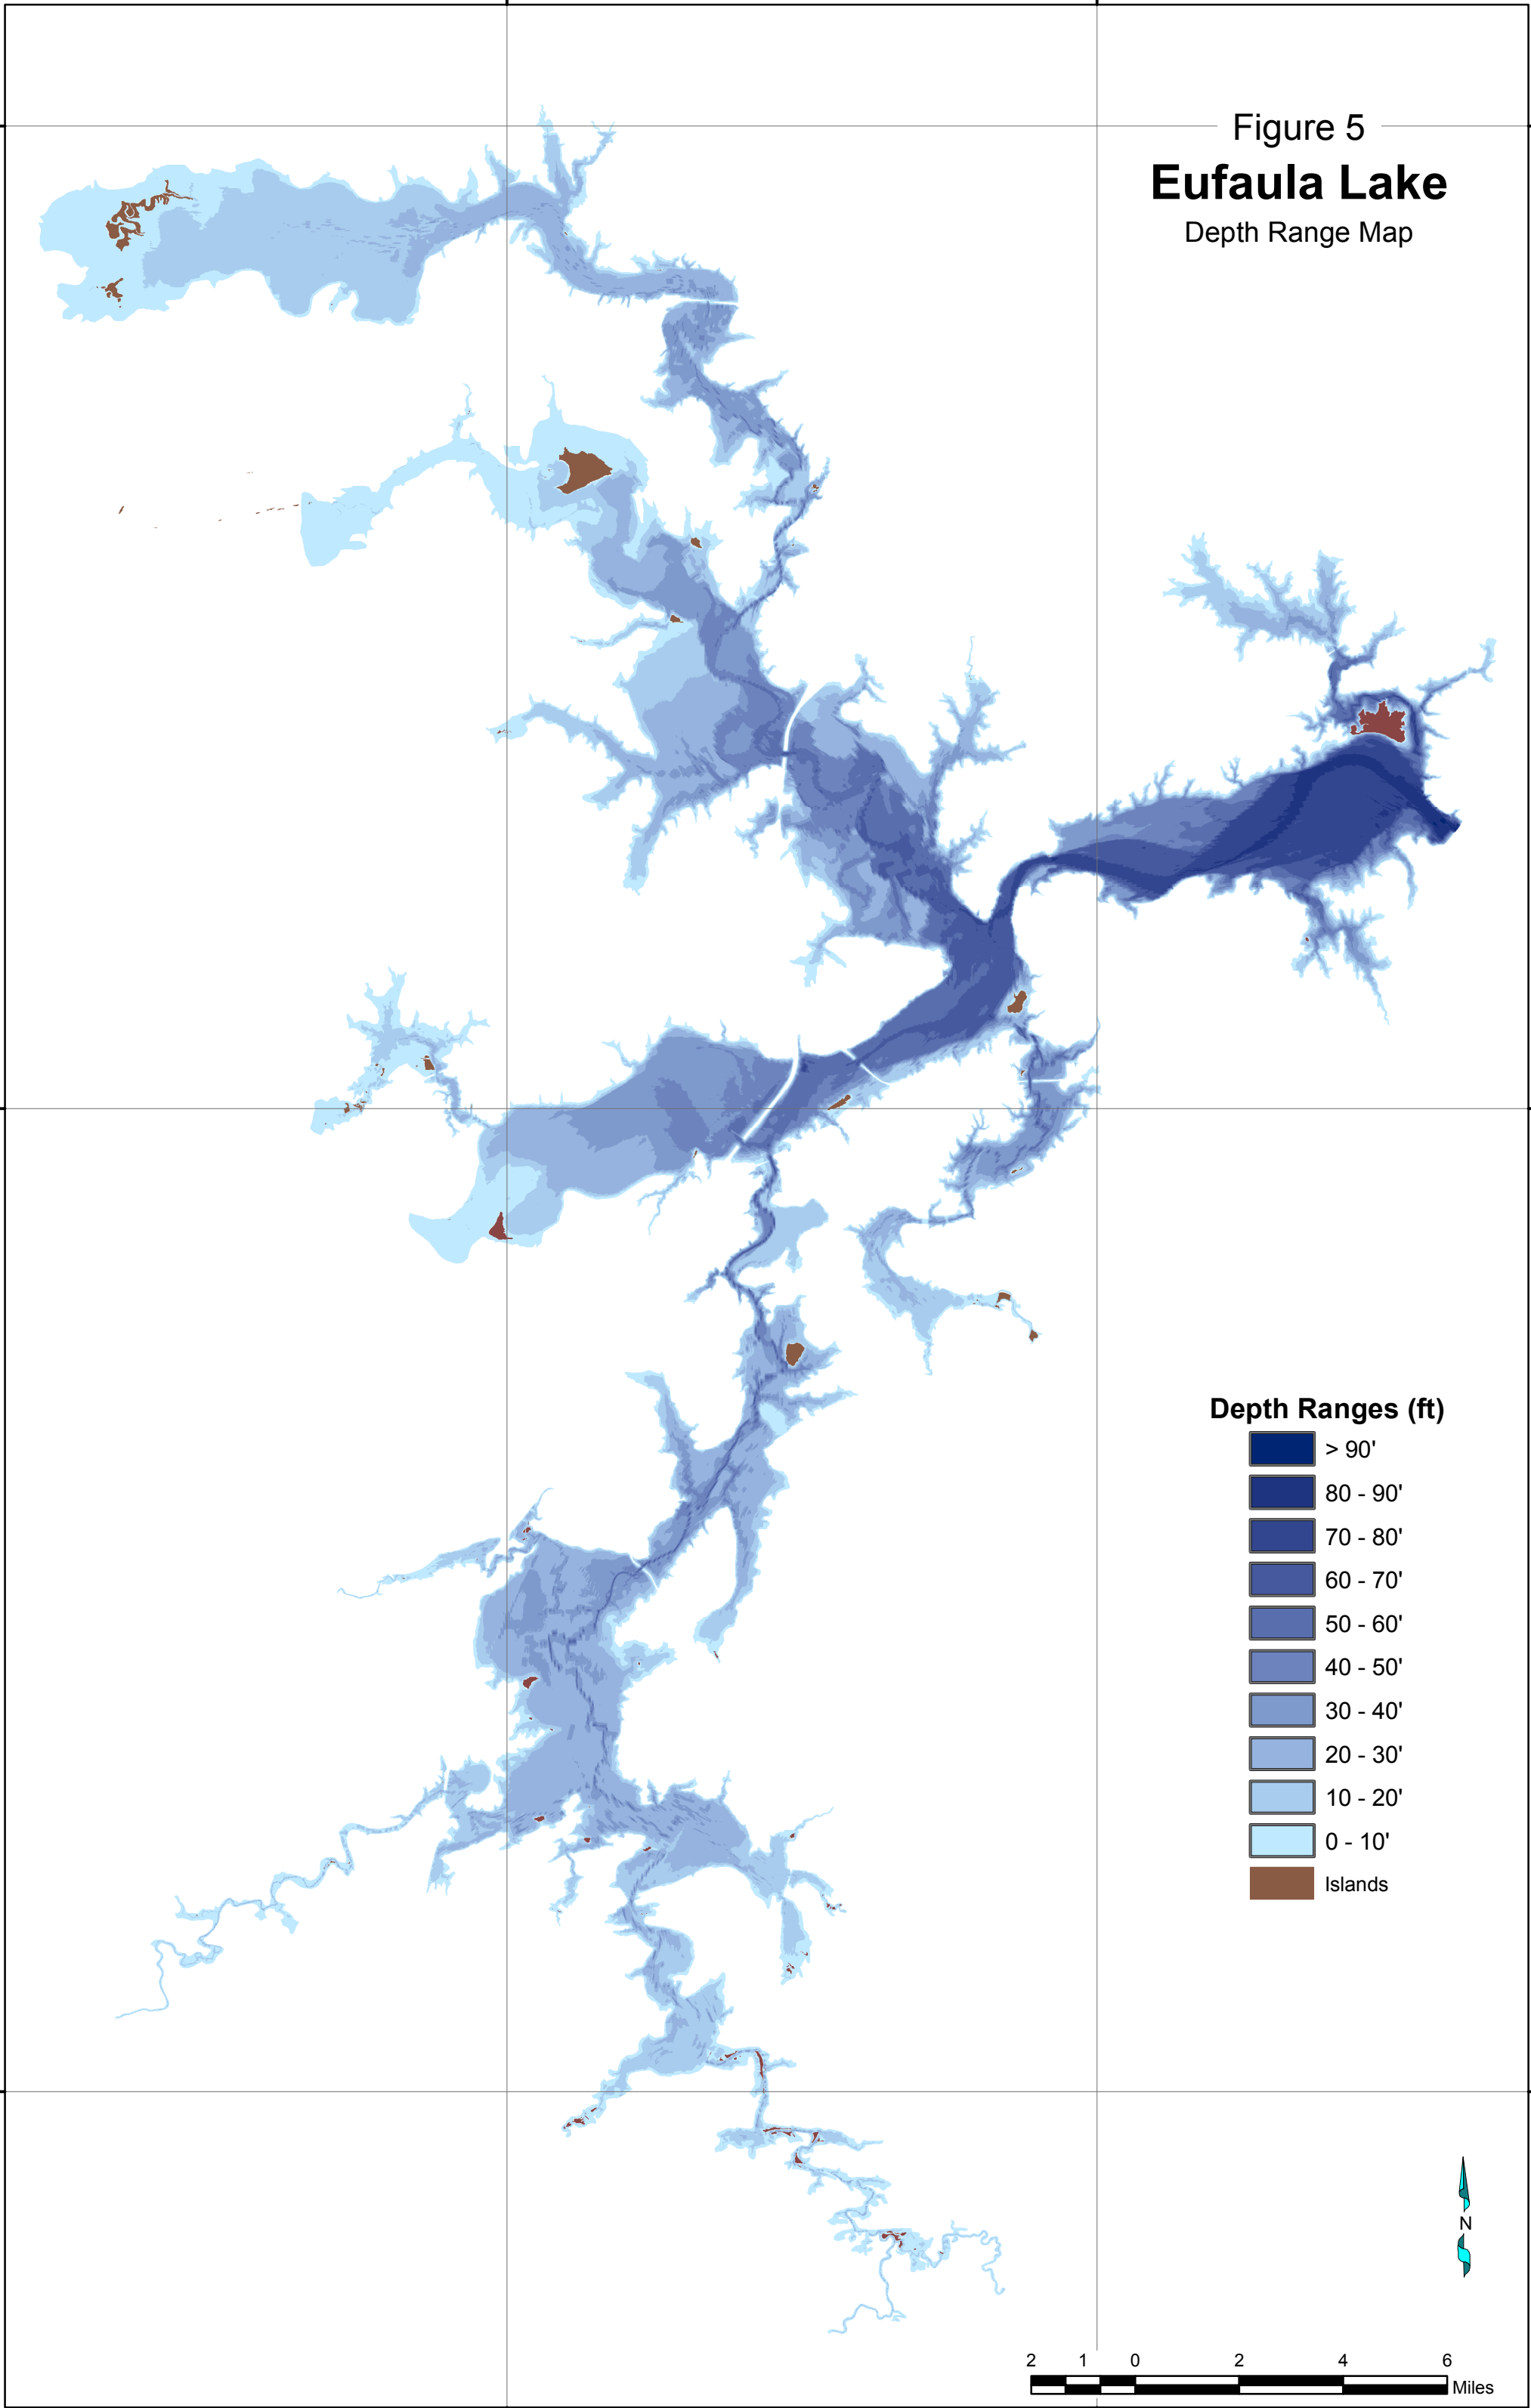 Figure 5
Eufaula Lake
Depth Range Map
Depth Ranges (ft)
> 90'
80 - 90'
70 - 80'
60 - 70'
50 - 60'
40 - 50'
30 - 40'
20 - 30'
10 - 20'
0 - 10'
Islands
N
2 1 0 2 4 6
Miles